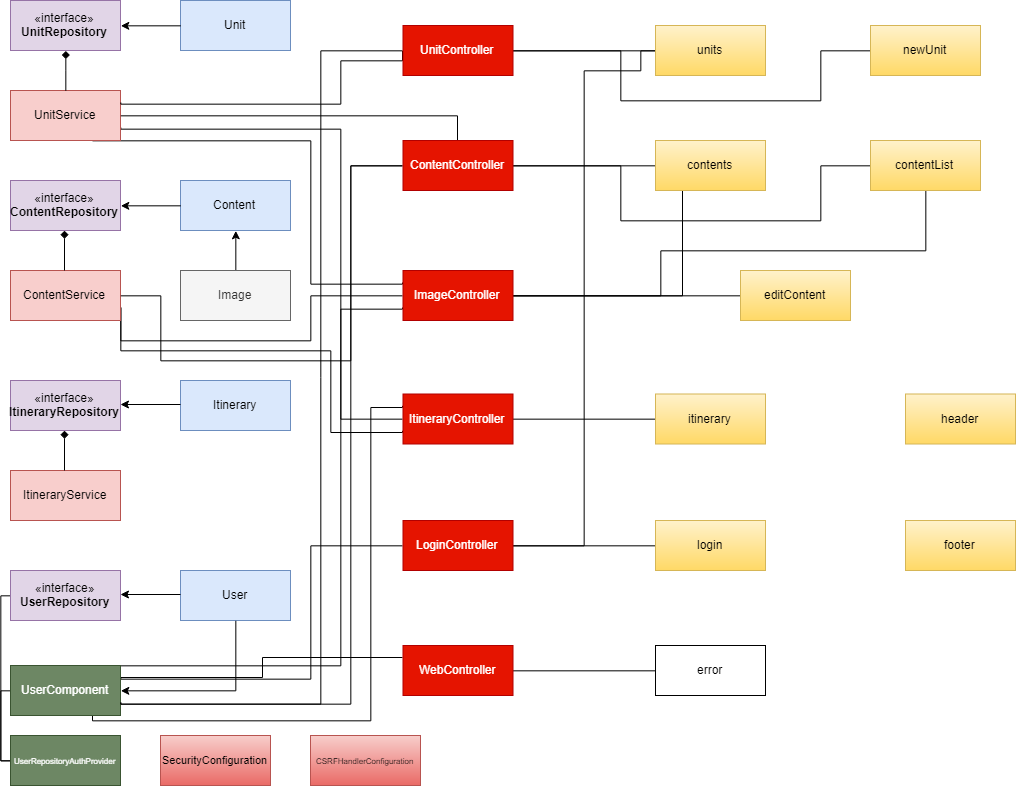 «interface»
UnitRepository
Unit
UnitController
units
newUnit
UnitService
ContentController
contents
contentList
«interface»
ContentRepository
Content
ContentService
Image
ImageController
editContent
«interface»
ItineraryRepository
Itinerary
ItineraryController
itinerary
header
ItineraryService
LoginController
login
footer
«interface»
UserRepository
User
UserComponent
WebController
error
UserRepositoryAuthProvider
SecurityConfiguration
CSRFHandlerConfiguration